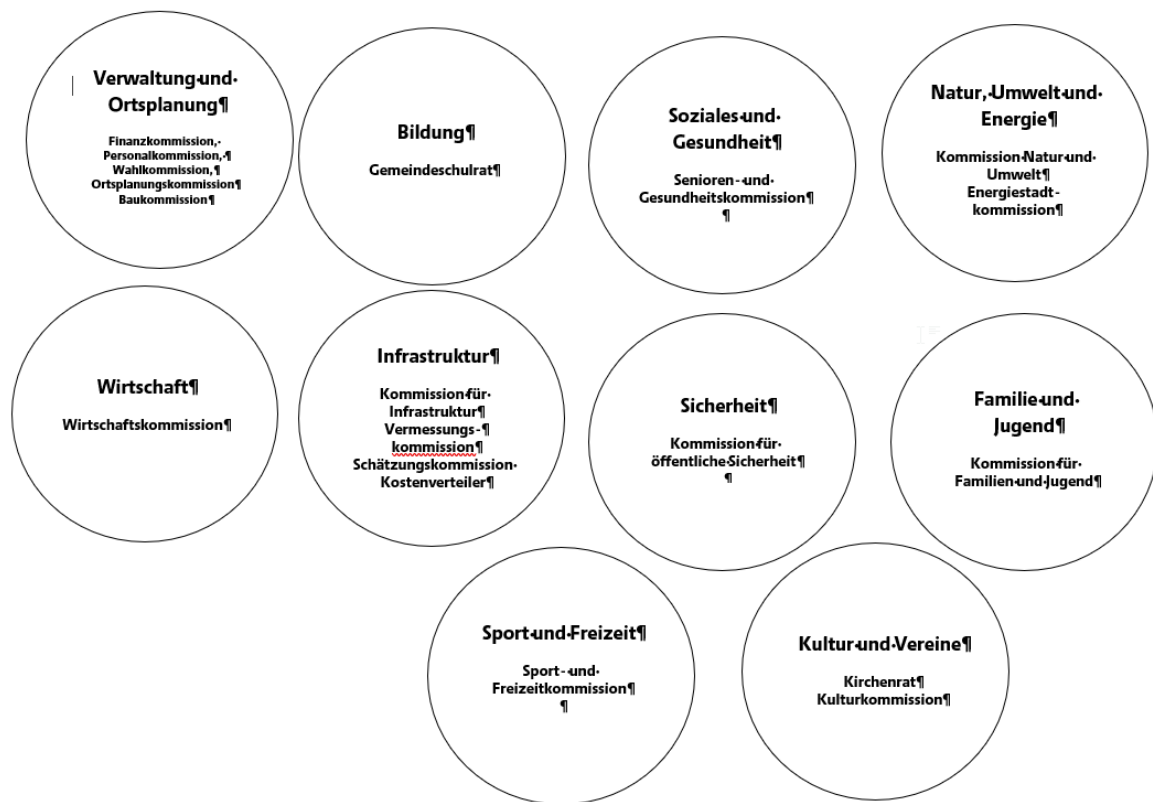 Verwaltung und
Ortsplanung
Finanzkommission,
Personalkommission,
Wahlkommission,
Ortsplanungskommission
Baukommission
Bildung
Gemeindeschulrat
Soziales und
Gesundheit
Senioren- und
Gesundheitskommission
Natur, Umwelt und
Energie
Kommission Natur und
Umwelt
Energiestadt-
kommission
Wirtschaft
Wirtschaftskommission
Infrastruktur
Kommission für
Infrastruktur
Vermessungs-
kommission
Schätzungskommission
Kostenverteiler
Sicherheit
Kommission für
öffentliche Sicherheit
Familie und
Jugend
Kommission für
Familien und Jugend
Sport und Freizeit
Sport- und
Freizeitkommission
Kultur und Vereine
Kirchenrat
Kulturkommission